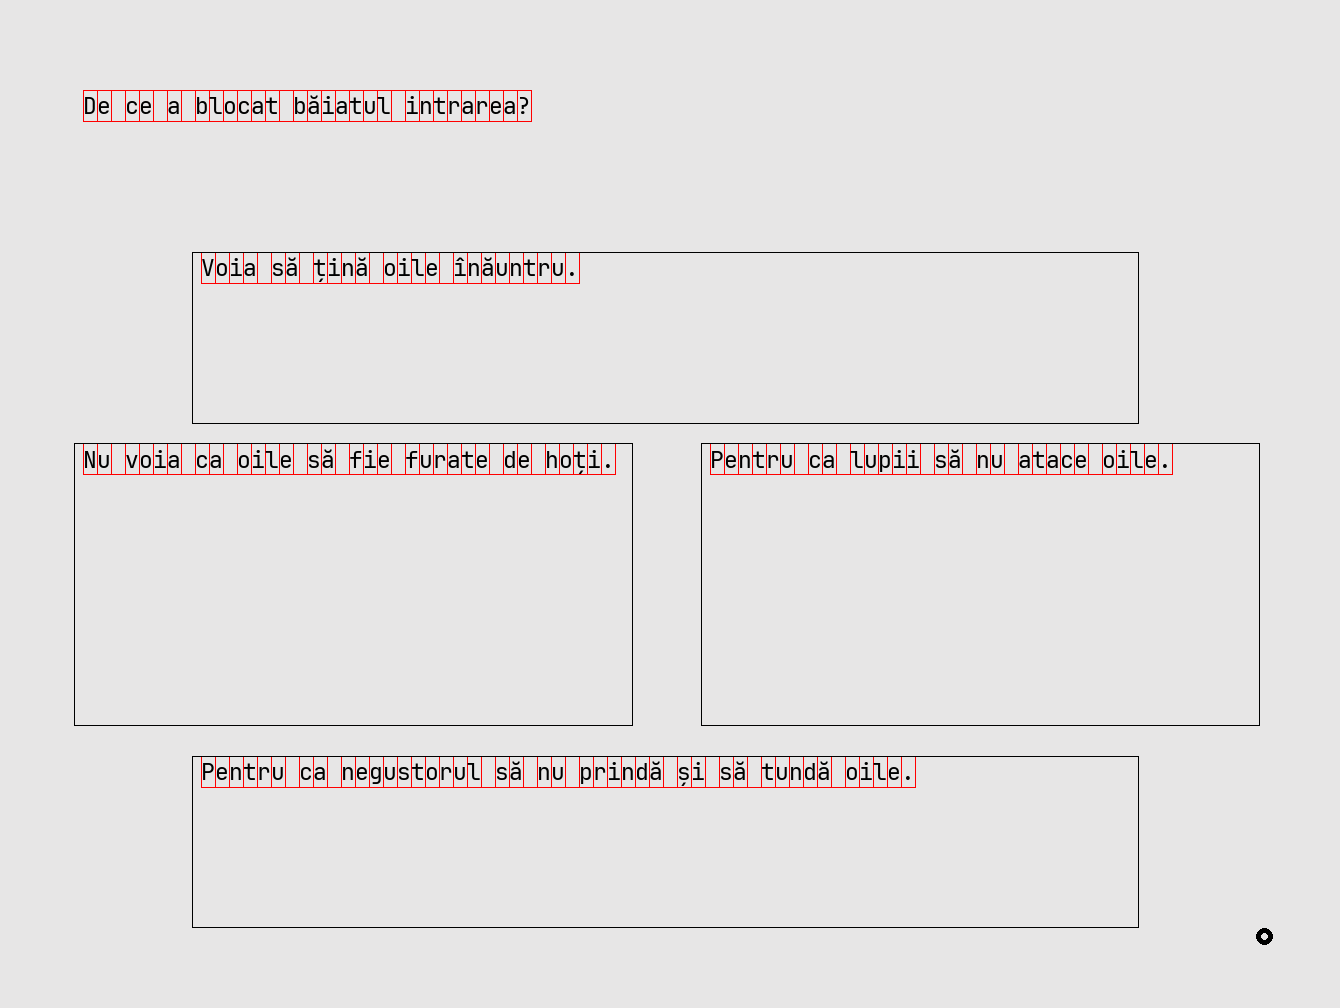 De ce a blocat băiatul intrarea?
Voia să țină oile înăuntru.
Nu voia ca oile să fie furate de hoți.
Pentru ca lupii să nu atace oile.
Pentru ca negustorul să nu prindă și să tundă oile.